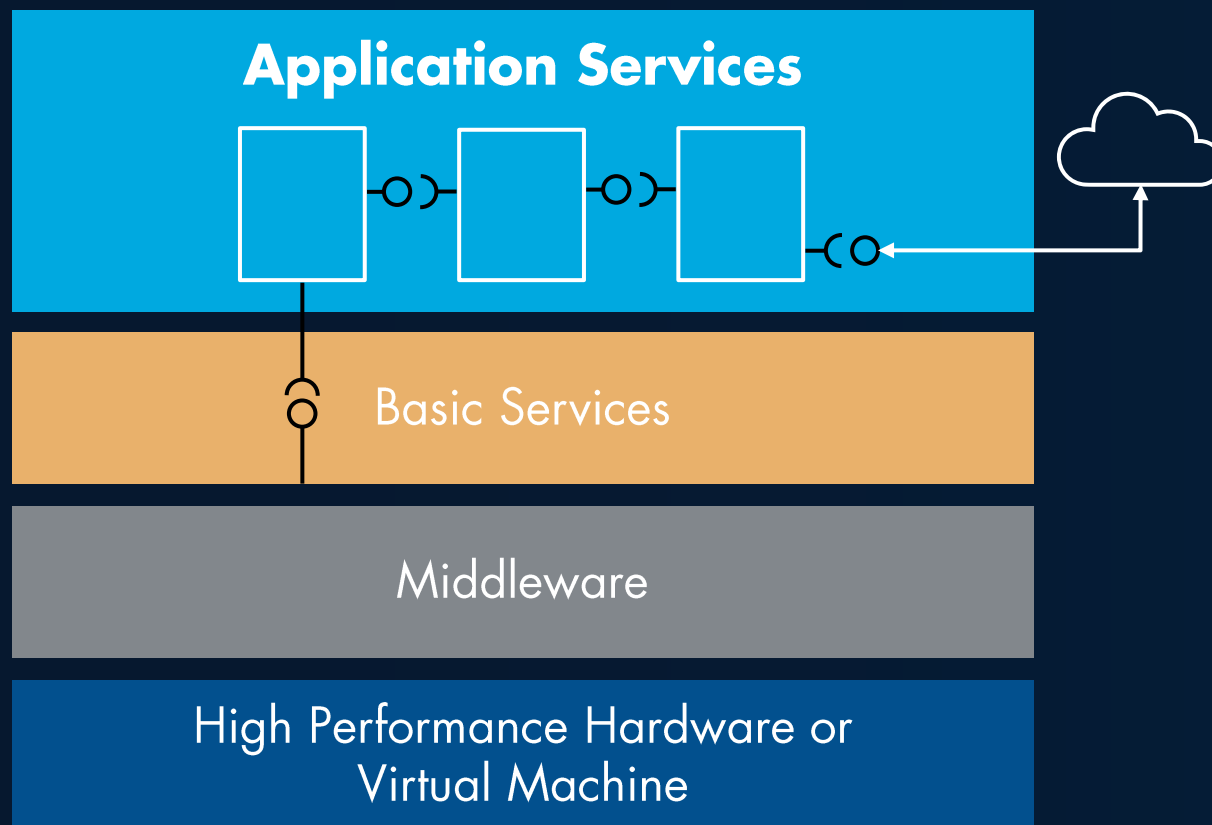 Application Services
Basic Services
Middleware
High Performance Hardware or
Virtual Machine